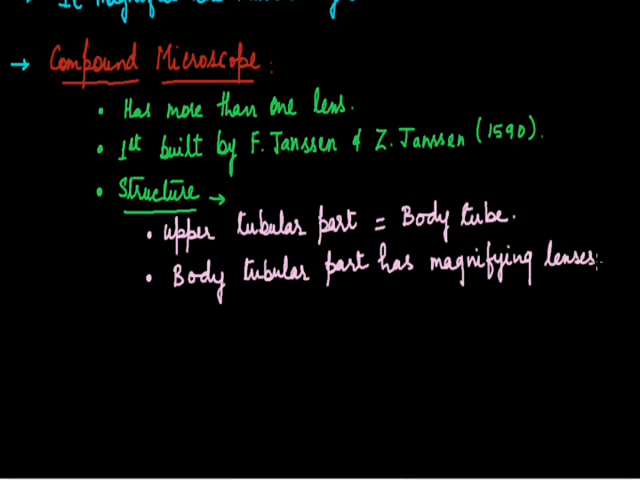 → Compound Microscope:
• Has more than one lens.
• 1st built by F. Janssen & Z. Janssen (1590).
• Structure →
• Upper tubular part = Body tube.
• Body tubular part has magnifying lenses: